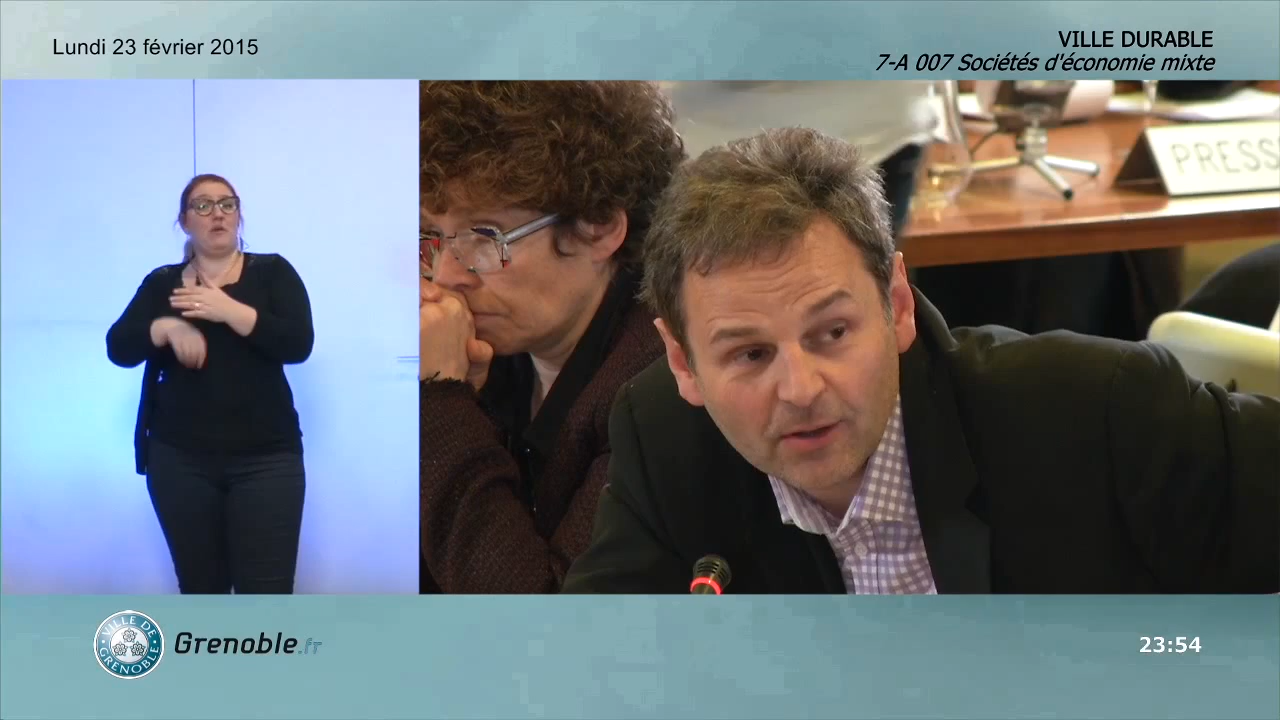 Lundi 23 février 2015
VILLE DURABLE
7-A 007 Sociétés d'économie mixte
PRESS
VILLE DE
GRENOBLE
Grenoble.fr
23:54